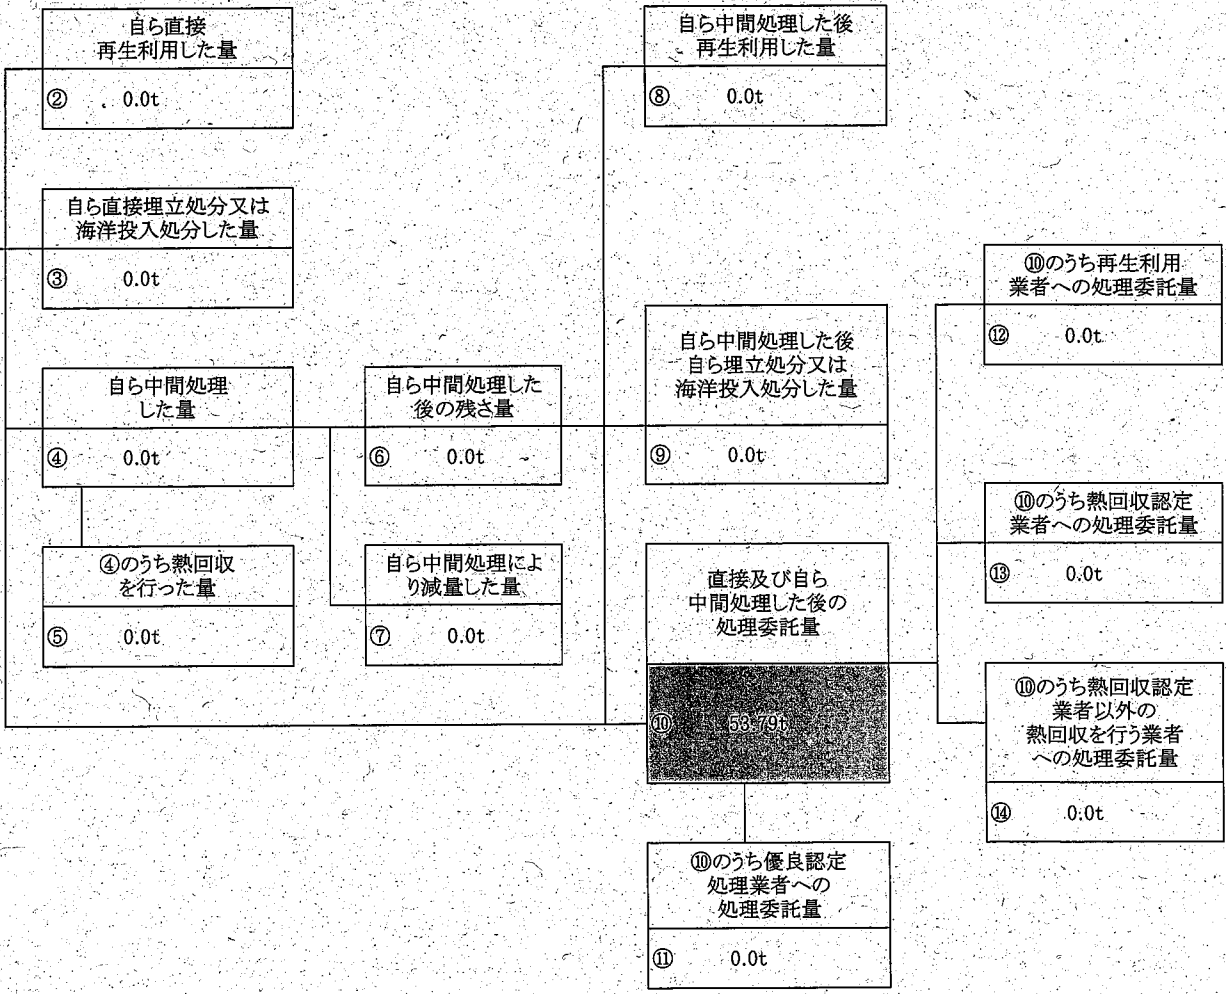 自ら直接
再生利用した量
② 0.0t
自ら直接埋立処分又は
海洋投入処分した量
③ 0.0t
自ら中間処理
した量
④ 0.0t
④のうち熱回収
を行った量
⑤ 0.0t
自ら中間処理した
後の残さ量
⑥ 0.0t
自ら中間処理によ
り減量した量
⑦ 0.0t
自ら中間処理した後
再生利用した量
⑧ 0.0t
自ら中間処理した後
自ら埋立処分又は
海洋投入処分した量
⑨ 0.0t
直接及び自ら
中間処理した後の
処理委託量
⑩ 53.79t
⑩のうち優良認定
処理業者への
処理委託量
⑪ 0.0t
⑩のうち再生利用
業者への処理委託量
⑫ 0.0t
⑩のうち熱回収認定
業者への処理委託量
⑬ 0.0t
⑩のうち熱回収認定
業者以外の
熱回収を行う業者
への処理委託量
⑭ 0.0t